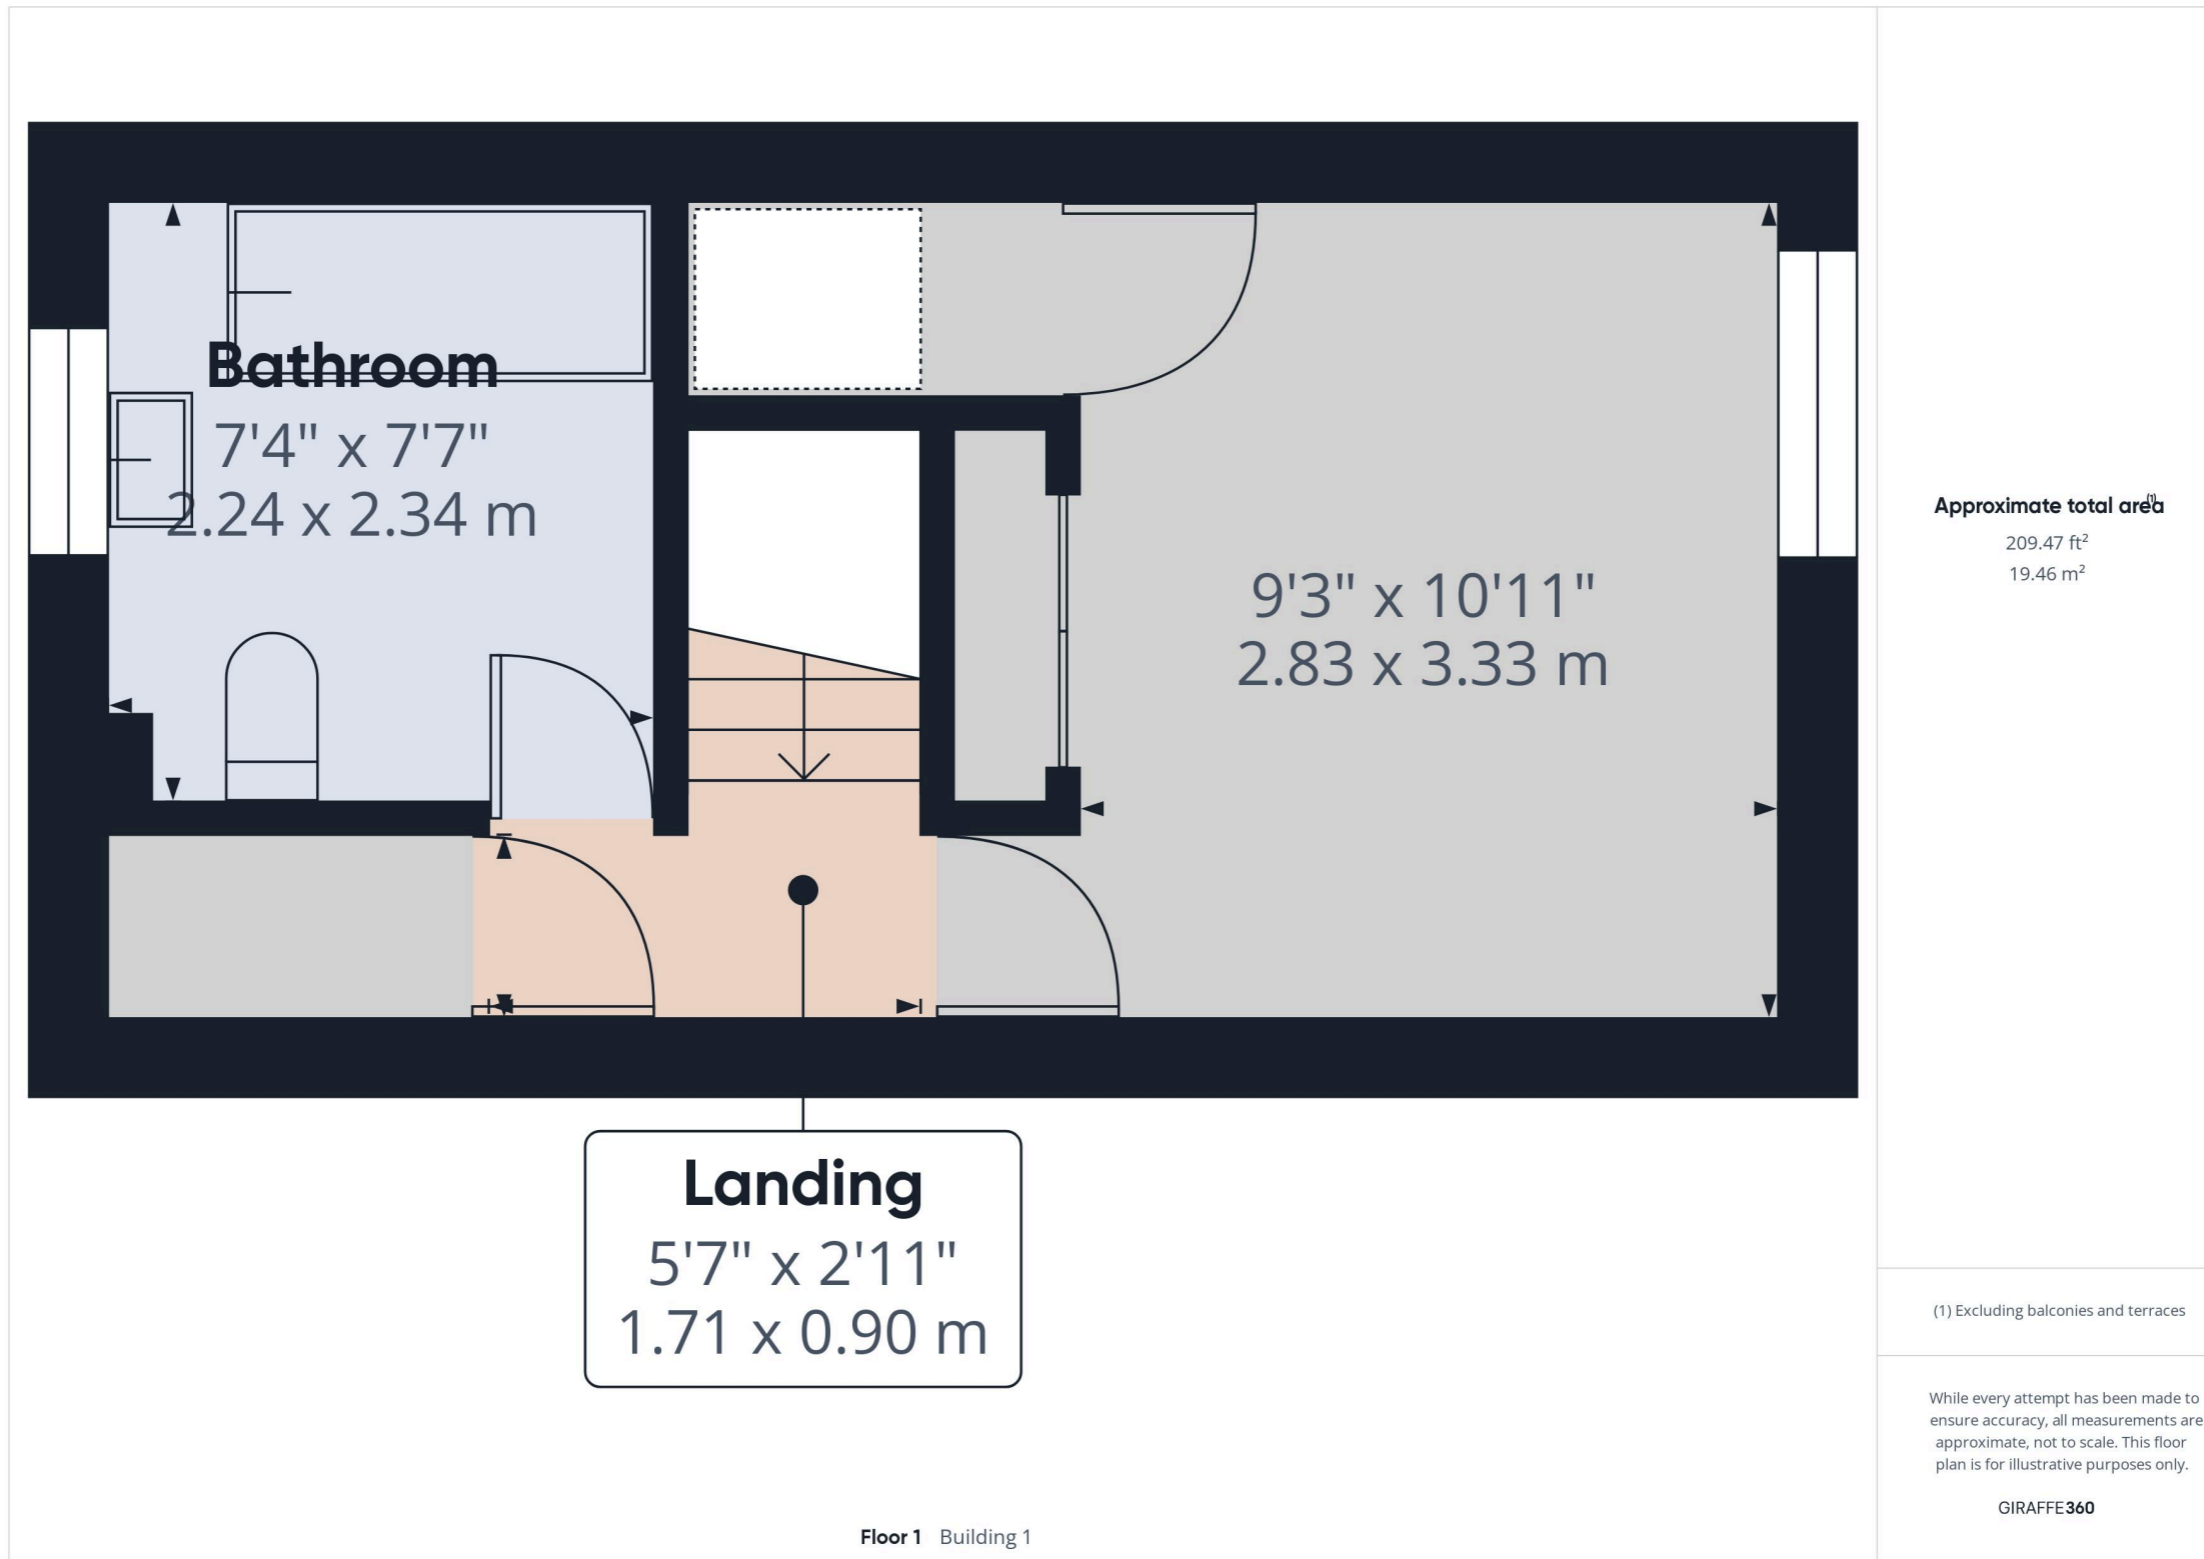 Bathroom
7'4" x 7'7"
2.24 x 2.34 m
9'3" x 10'11"
2.83 x 3.33 m
Landing
5'7" x 2'11"
1.71 x 0.90 m
Floor 1 Building 1
Approximate total area(1)
209.47 ft²
19.46 m²
(1) Excluding balconies and terraces
While every attempt has been made to
ensure accuracy, all measurements are
approximate, not to scale. This floor
plan is for illustrative purposes only.
GIRAFFE360